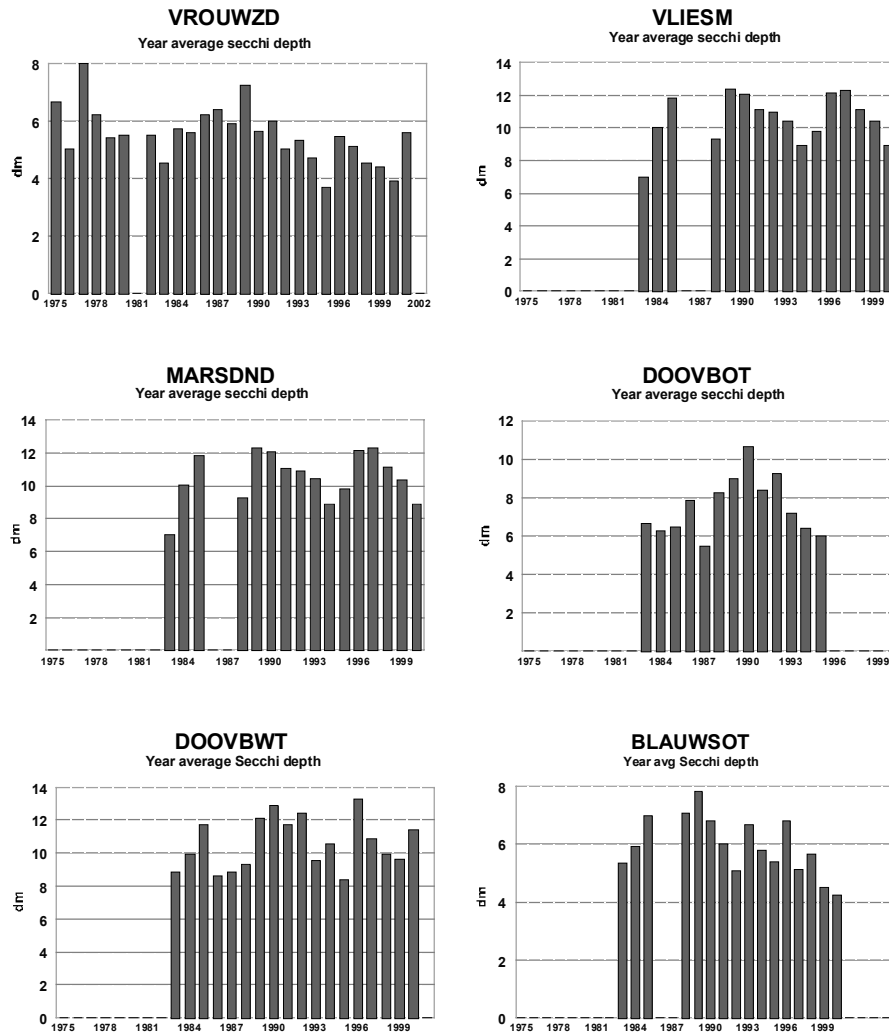 VROUWZD
Year average secchi depth
8
6
4
2
0
dm
1975 1978 1981 1984 1987 1990 1993 1996 1999 2002
VLIESM
Year average secchi depth
14
12
10
8
6
4
2
0
dm
1975 1978 1981 1984 1987 1990 1993 1996 1999
MARSDND
Year average secchi depth
14
12
10
8
6
4
2
dm
1975 1978 1981 1984 1987 1990 1993 1996 1999
DOOVBOT
Year average secchi depth
12
10
8
6
4
2
dm
1975 1978 1981 1984 1987 1990 1993 1996 1999
DOOVBWT
Year average Secchi depth
14
12
10
8
6
4
2
0
dm
1975 1978 1981 1984 1987 1990 1993 1996 1999
BLAUWSOT
Year avg Secchi depth
8
6
4
2
0
dm
1975 1978 1981 1984 1987 1990 1993 1996 1999